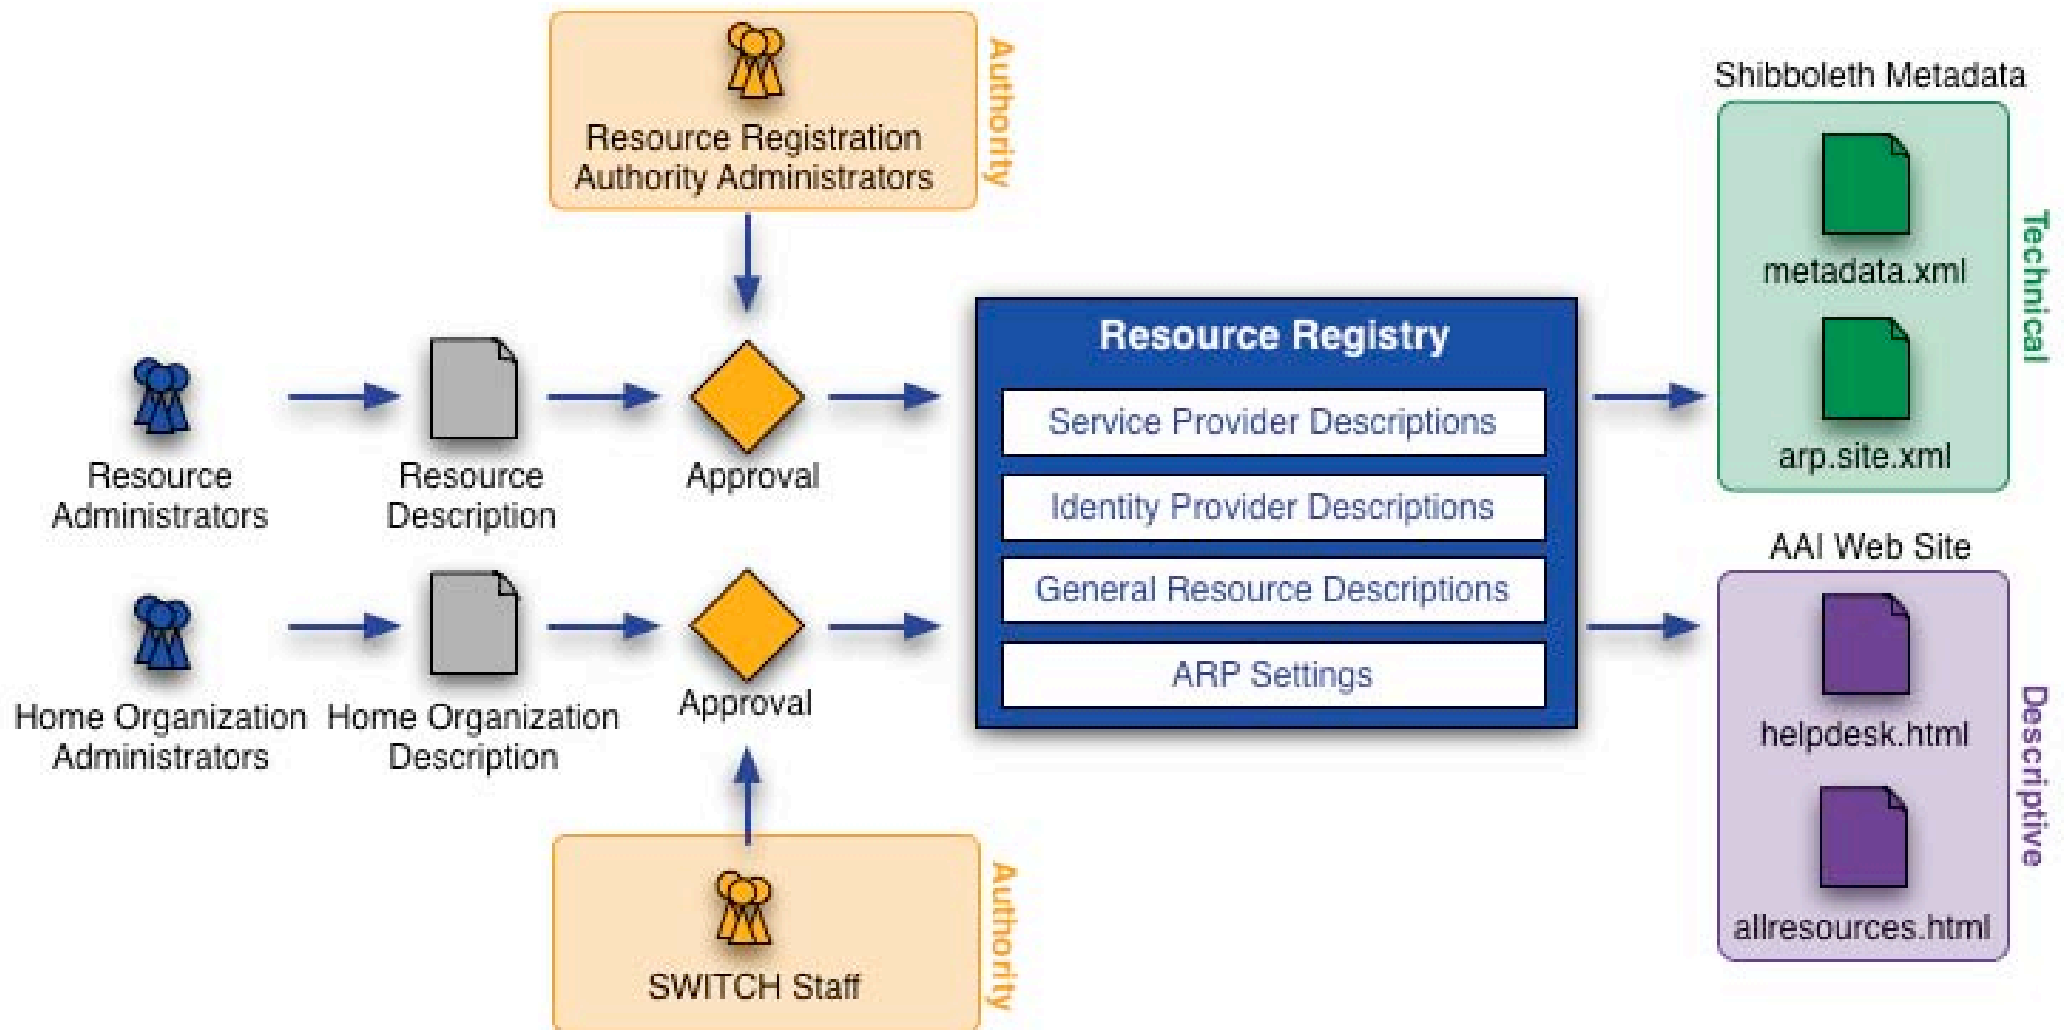 Resource Registration
Authority Administrators
Authority
Resource
Administrators
Resource
Description
Approval
Home Organization
Administrators
Home Organization
Description
Approval
SWITCH Staff
Authority
Resource Registry
Service Provider Descriptions
Identity Provider Descriptions
General Resource Descriptions
ARP Settings
Shibboleth Metadata
metadata.xml
arp.site.xml
Technical
AAI Web Site
helpdesk.html
allresources.html
Descriptive